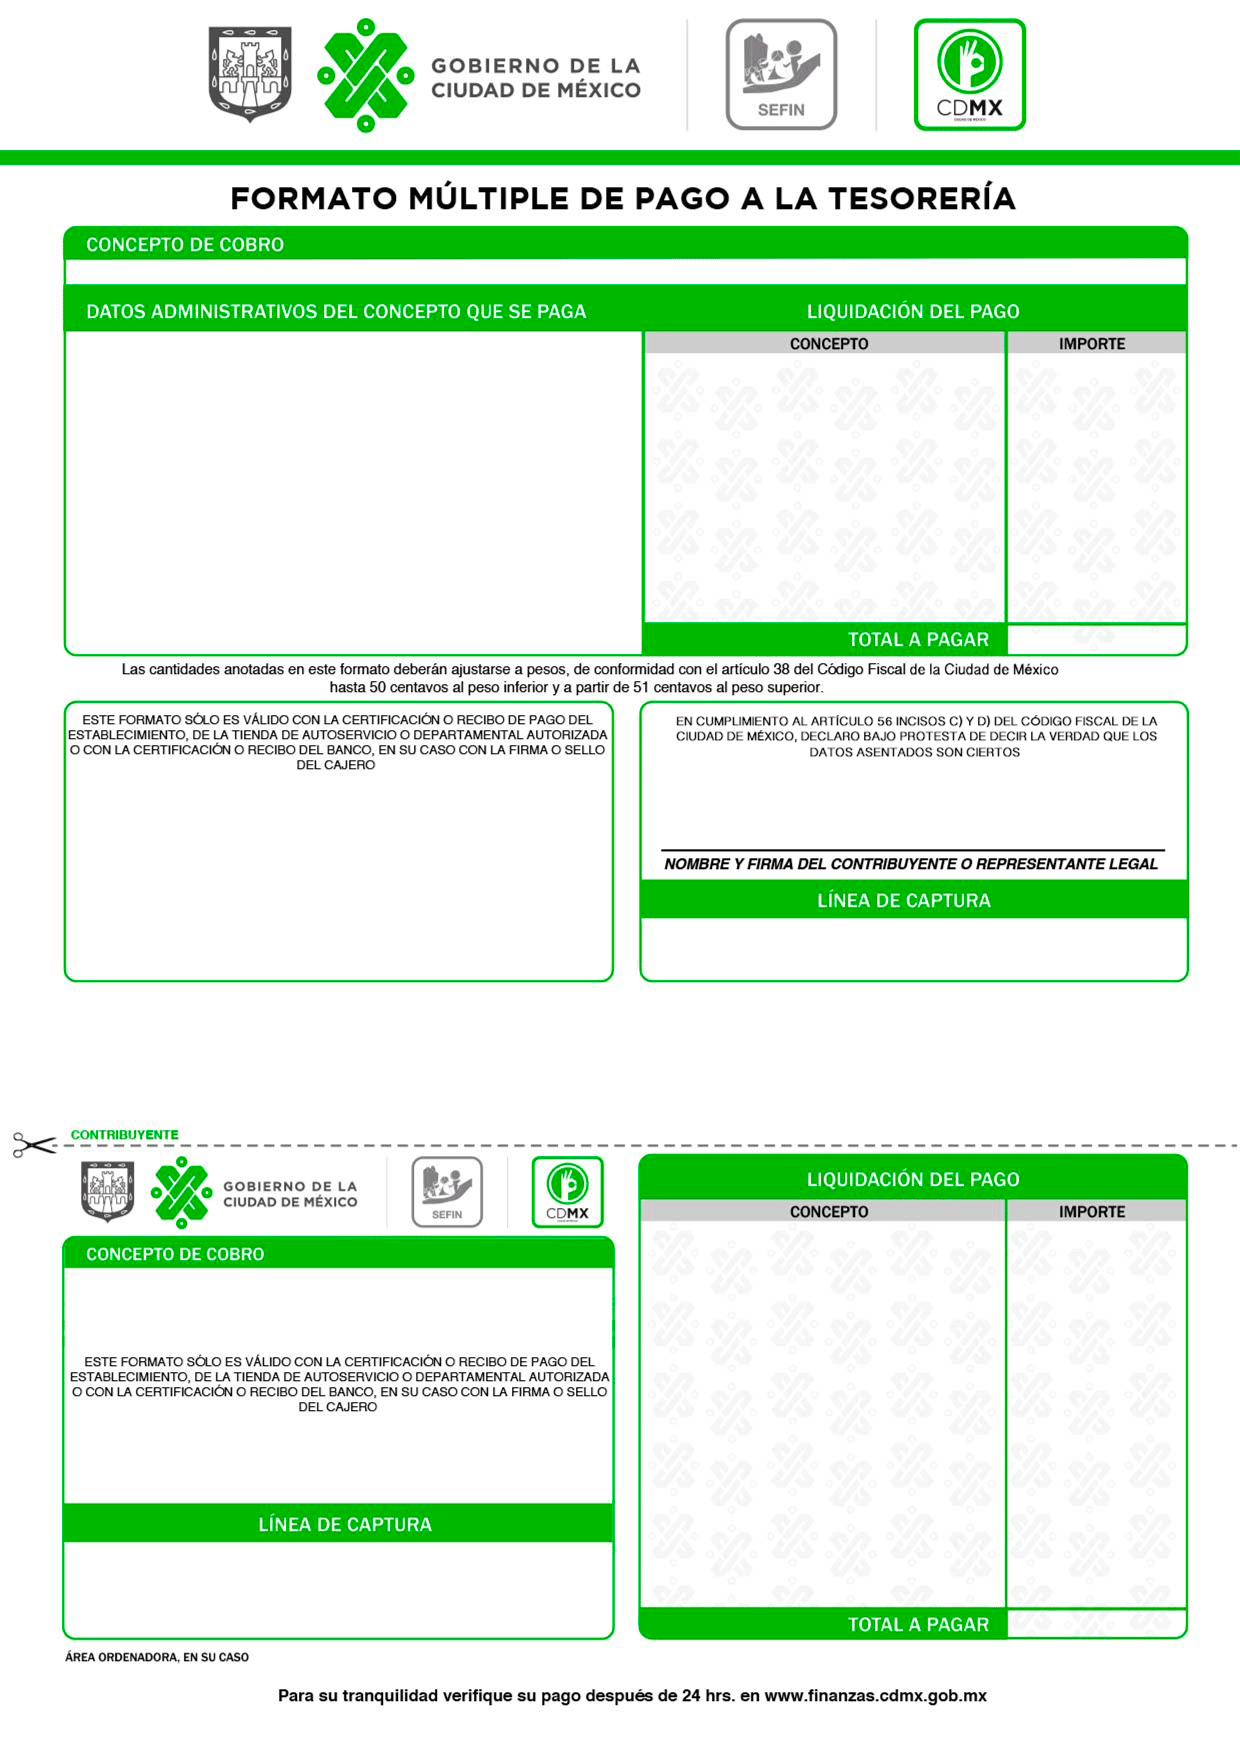 GOBIERNO DE LA
CIUDAD DE MÉXICO
SEFIN
CDMX
CIUDAD DE MÉXICO
FORMATO MÚLTIPLE DE PAGO A LA TESORERÍA
CONCEPTO DE COBRO
DATOS ADMINISTRATIVOS DEL CONCEPTO QUE SE PAGA
LIQUIDACIÓN DEL PAGO
CONCEPTO
IMPORTE
TOTAL A PAGAR
Las cantidades anotadas en este formato deberán ajustarse a pesos, de conformidad con el artículo 38 del Código Fiscal de la Ciudad de México
hasta 50 centavos al peso inferior y a partir de 51 centavos al peso superior.
ESTE FORMATO SÓLO ES VÁLIDO CON LA CERTIFICACIÓN O RECIBO DE PAGO DEL
ESTABLECIMIENTO, DE LA TIENDA DE AUTOSERVICIO O DEPARTAMENTAL AUTORIZADA
O CON LA CERTIFICACIÓN O RECIBO DEL BANCO, EN SU CASO CON LA FIRMA O SELLO
DEL CAJERO
EN CUMPLIMIENTO AL ARTÍCULO 56 INCISOS C) Y D) DEL CÓDIGO FISCAL DE LA
CIUDAD DE MÉXICO, DECLARO BAJO PROTESTA DE DECIR LA VERDAD QUE LOS
DATOS ASENTADOS SON CIERTOS
NOMBRE Y FIRMA DEL CONTRIBUYENTE O REPRESENTANTE LEGAL
LÍNEA DE CAPTURA
CONTRIBUYENTE
GOBIERNO DE LA
CIUDAD DE MÉXICO
SEFIN
CDMX
CONCEPTO DE COBRO
ESTE FORMATO SÓLO ES VÁLIDO CON LA CERTIFICACIÓN O RECIBO DE PAGO DEL
ESTABLECIMIENTO, DE LA TIENDA DE AUTOSERVICIO O DEPARTAMENTAL AUTORIZADA
O CON LA CERTIFICACIÓN O RECIBO DEL BANCO, EN SU CASO CON LA FIRMA O SELLO
DEL CAJERO
LÍNEA DE CAPTURA
LIQUIDACIÓN DEL PAGO
CONCEPTO
IMPORTE
TOTAL A PAGAR
ÁREA ORDENADORA, EN SU CASO
Para su tranquilidad verifique su pago después de 24 hrs. en www.finanzas.cdmx.gob.mx